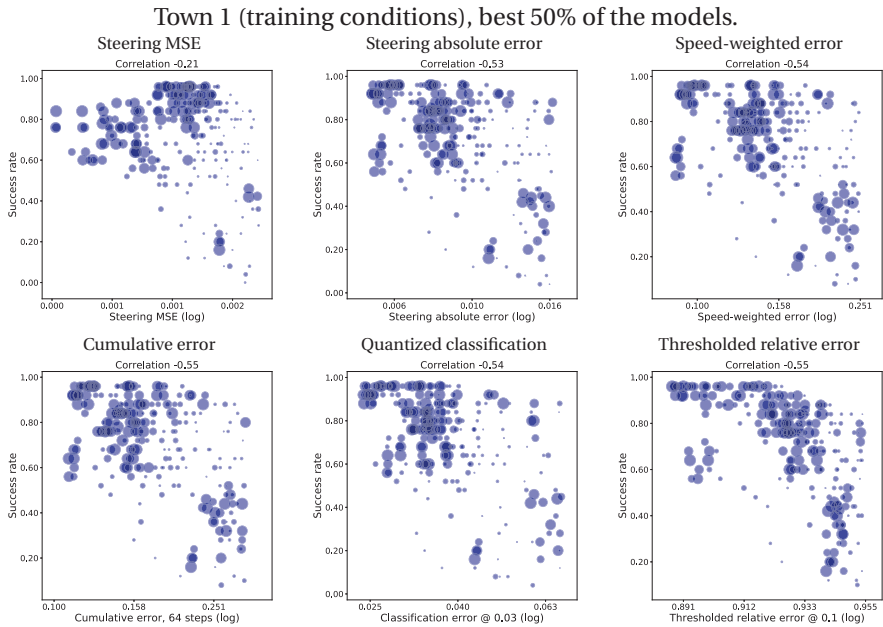 Town 1 (training conditions), best 50% of the models.
Steering MSE
Correlation -0.21
Success rate
1.00
0.80
0.60
0.40
0.20
0.00
0.000 0.001 0.001 0.002
Steering MSE (log)
Steering absolute error
Correlation -0.53
Success rate
1.00
0.80
0.60
0.40
0.20
0.00
0.006 0.010 0.016
Steering absolute error (log)
Speed-weighted error
Correlation -0.54
Success rate
1.00
0.80
0.60
0.40
0.20
0.100 0.158 0.251
Speed-weighted error (log)
Cumulative error
Correlation -0.55
Success rate
1.00
0.80
0.60
0.40
0.20
0.100 0.158 0.251
Cumulative error, 64 steps (log)
Quantized classification
Correlation -0.54
Success rate
1.00
0.80
0.60
0.40
0.20
0.025 0.040 0.063
Classification error @ 0.03 (log)
Thresholded relative error
Correlation -0.55
Success rate
1.00
0.80
0.60
0.40
0.20
0.891 0.912 0.933 0.955
Thresholded relative error @ 0.1 (log)